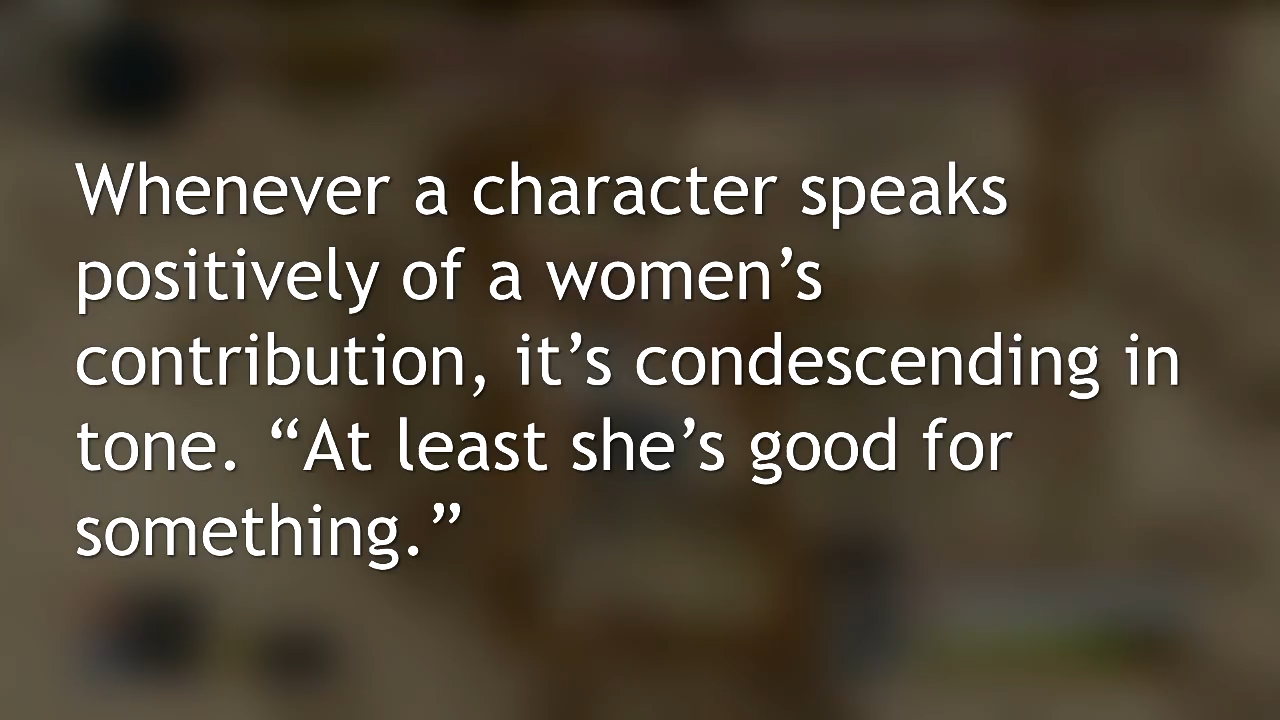 Whenever a character speaks
positively of a women’s
contribution, it’s condescending in
tone. “At least she’s good for
something.”